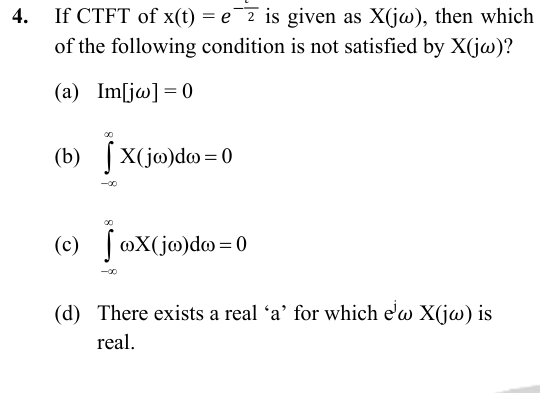 4. If CTFT of x(t) = e^{-\frac{t}{2}} is given as X(jω), then which
of the following condition is not satisfied by X(jω)?
(a) Im[jω] = 0
(b) ∫_{-∞}^{∞} X(jω)dω = 0
(c) ∫_{-∞}^{∞} ωX(jω)dω = 0
(d) There exists a real ‘a’ for which e^jω X(jω) is
real.